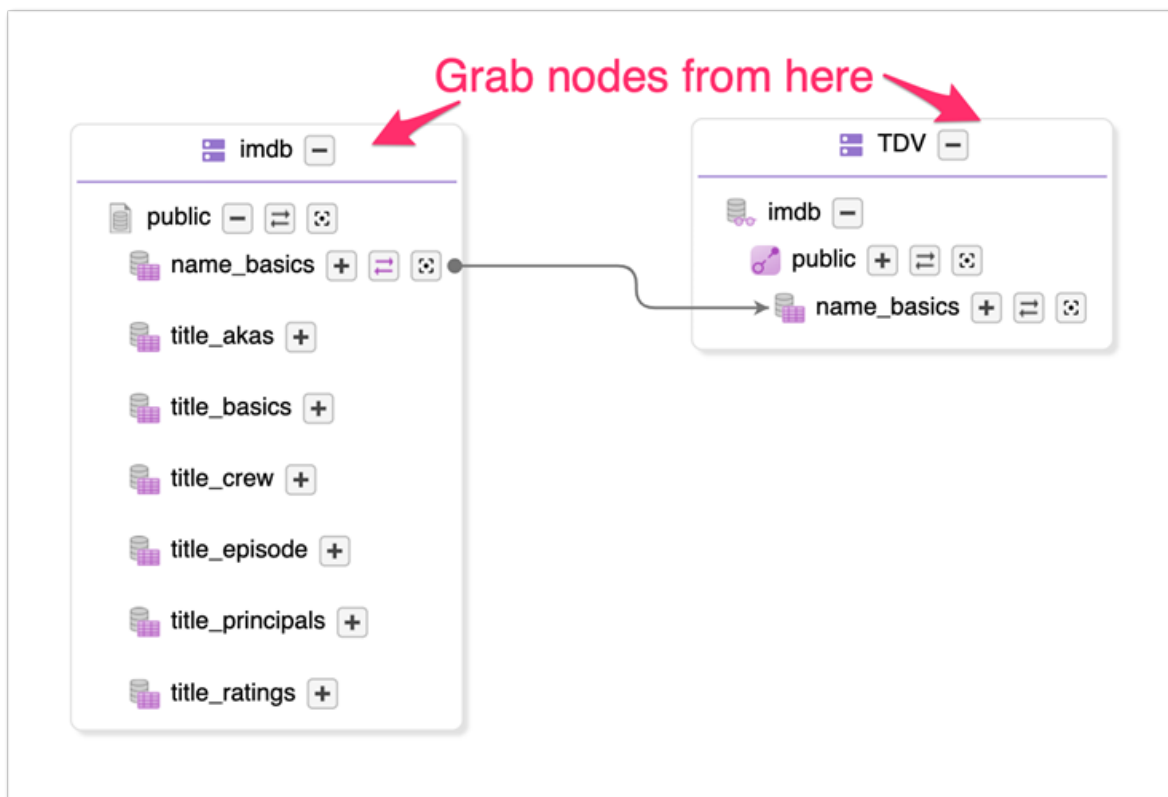 Grab nodes from here
imdb
public
name_basics
title_akas
title_basics
title_crew
title_episode
title_principals
title_ratings
TDV
imdb
public
name_basics